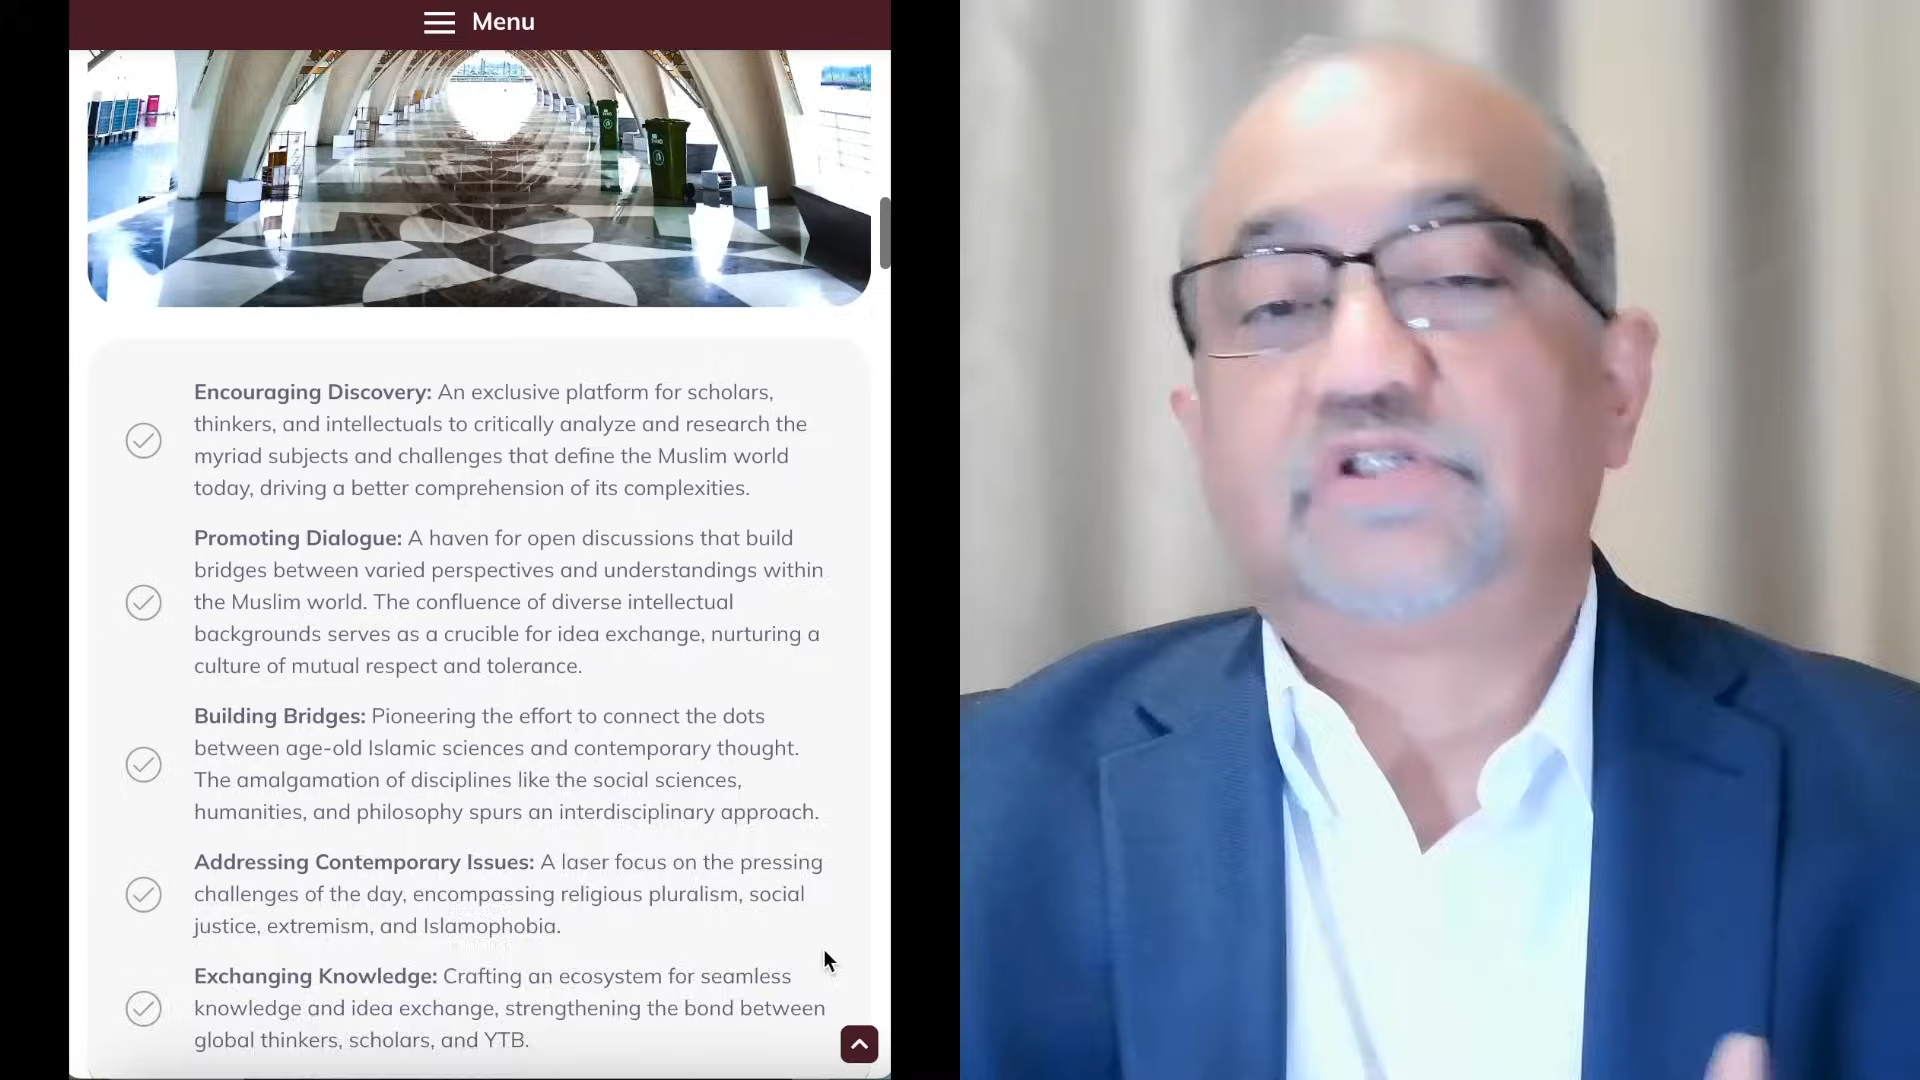 Menu
Encouraging Discovery: An exclusive platform for scholars,
thinkers, and intellectuals to critically analyze and research the
myriad subjects and challenges that define the Muslim world
today, driving a better comprehension of its complexities.
Promoting Dialogue: A haven for open discussions that build
bridges between varied perspectives and understandings within
the Muslim world. The confluence of diverse intellectual
backgrounds serves as a crucible for idea exchange, nurturing a
culture of mutual respect and tolerance.
Building Bridges: Pioneering the effort to connect the dots
between age-old Islamic sciences and contemporary thought.
The amalgamation of disciplines like the social sciences,
humanities, and philosophy spurs an interdisciplinary approach.
Addressing Contemporary Issues: A laser focus on the pressing
challenges of the day, encompassing religious pluralism, social
justice, extremism, and Islamophobia.
Exchanging Knowledge: Crafting an ecosystem for seamless
knowledge and idea exchange, strengthening the bond between
global thinkers, scholars, and YTB.